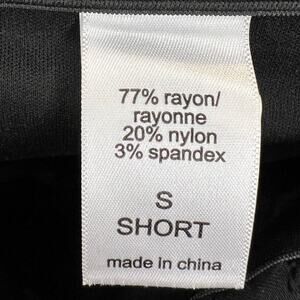 77% rayon/
rayonne
20% nylon
3% spandex
S
SHORT
made in china